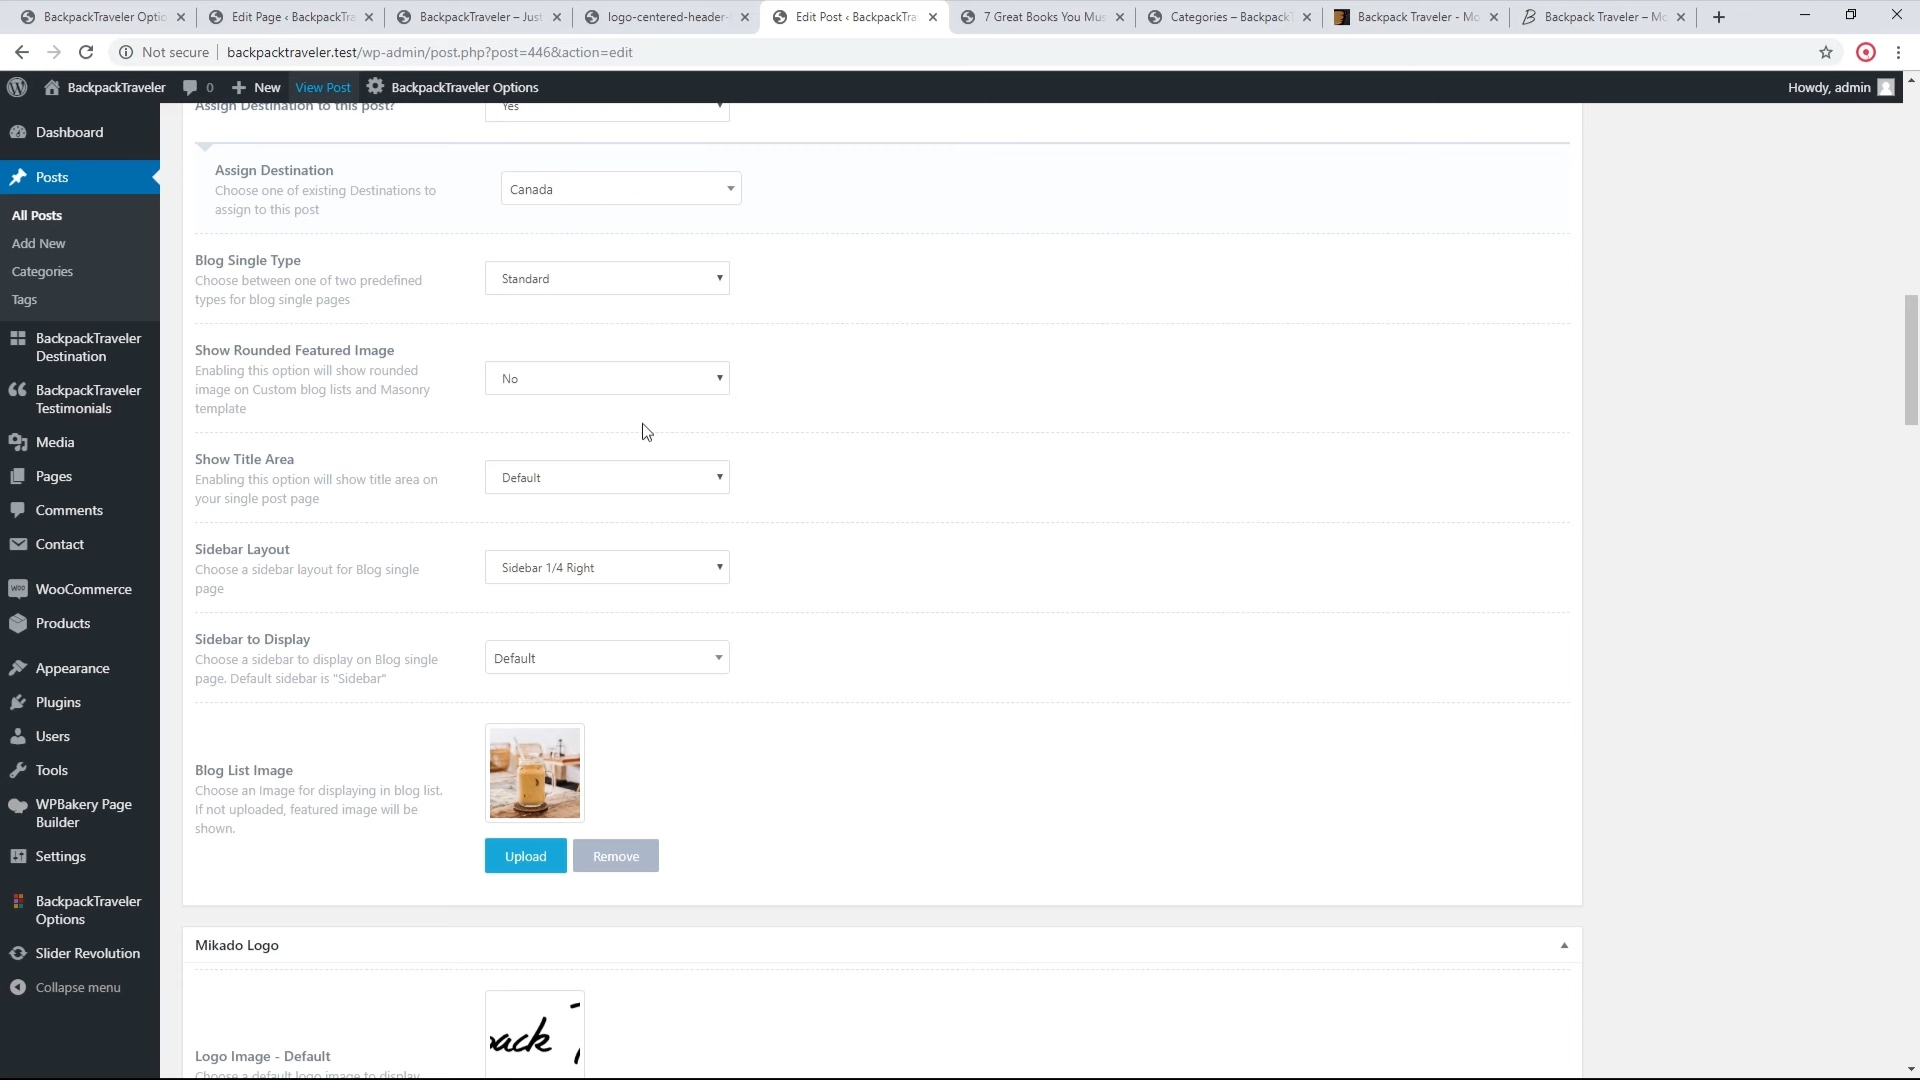 BackpackTraveler Optio
Edit Page ‹ BackpackTra
BackpackTraveler – Just
logo-centered-header-
Edit Post ‹ BackpackTra
7 Great Books You Mus
Categories – Backpack
Backpack Traveler - Mo
Backpack Traveler – Mo
Not secure
backpacktraveler.test/wp-admin/post.php?post=446&action=edit
BackpackTraveler
0
New
View Post
BackpackTraveler Options
Howdy, admin
Dashboard
Posts
All Posts
Add New
Categories
Tags
BackpackTraveler
Destination
BackpackTraveler
Testimonials
Media
Pages
Comments
Contact
WooCommerce
Products
Appearance
Plugins
Users
Tools
WPBakery Page
Builder
Settings
BackpackTraveler
Options
Slider Revolution
Collapse menu
Assign Destination to this post?
Yes
Assign Destination
Choose one of existing Destinations to
assign to this post
Canada
Blog Single Type
Choose between one of two predefined
types for blog single pages
Standard
Show Rounded Featured Image
Enabling this option will show rounded
image on Custom blog lists and Masonry
template
No
Show Title Area
Enabling this option will show title area on
your single post page
Default
Sidebar Layout
Choose a sidebar layout for Blog single
page
Sidebar 1/4 Right
Sidebar to Display
Choose a sidebar to display on Blog single
page. Default sidebar is "Sidebar"
Default
Blog List Image
Choose an Image for displaying in blog list.
If not uploaded, featured image will be
shown.
Upload
Remove
Mikado Logo
Logo Image - Default
Choose a default logo image to display